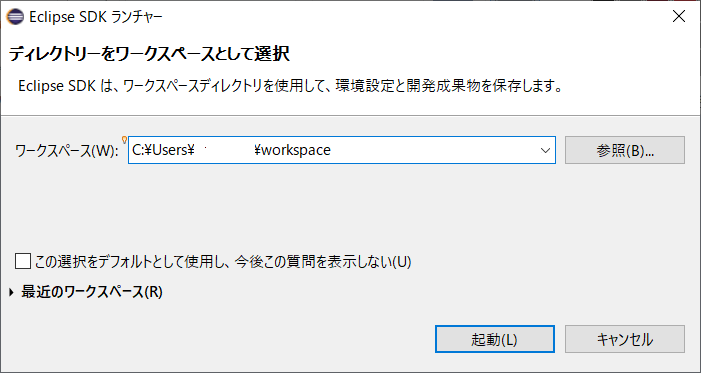 Eclipse SDK ランチャー
ディレクトリーをワークスペースとして選択
Eclipse SDK は、ワークスペースディレクトリを使用して、環境設定と開発成果物を保存します。
ワークスペース(W): C:¥Users¥ ¥workspace 参照(B)...
この選択をデフォルトとして使用し、今後この質問を表示しない(U)
最近のワークスペース(R)
起動(L) キャンセル